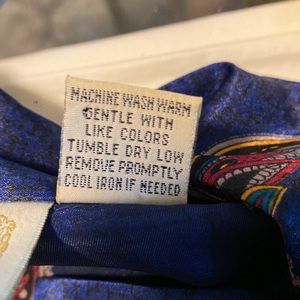 MACHINE WASH WARM
GENTLE WITH
LIKE COLORS
TUMBLE DRY LOW
REMOVE PROMPTLY
COOL IRON IF NEEDED